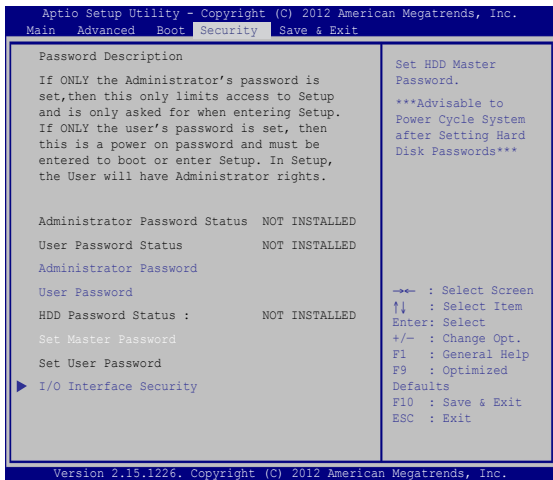 Aptio Setup Utility - Copyright (C) 2012 American Megatrends, Inc.
Main Advanced Boot Security Save & Exit
Password Description
If ONLY the Administrator's password is
set,then this only limits access to Setup
and is only asked for when entering Setup.
If ONLY the user's password is set, then
this is a power on password and must be
entered to boot or enter Setup. In Setup,
the User will have Administrator rights.
Administrator Password Status NOT INSTALLED
User Password Status NOT INSTALLED
Administrator Password
User Password
HDD Password Status : NOT INSTALLED
Set Master Password
Set User Password
I/O Interface Security
Set HDD Master
Password.
***Advisable to
Power Cycle System
after Setting Hard
Disk Passwords***
→← : Select Screen
↑↓ : Select Item
Enter: Select
+/— : Change Opt.
F1 : General Help
F9 : Optimized
Defaults
F10 : Save & Exit
ESC : Exit
Version 2.15.1226. Copyright (C) 2012 American Megatrends, Inc.